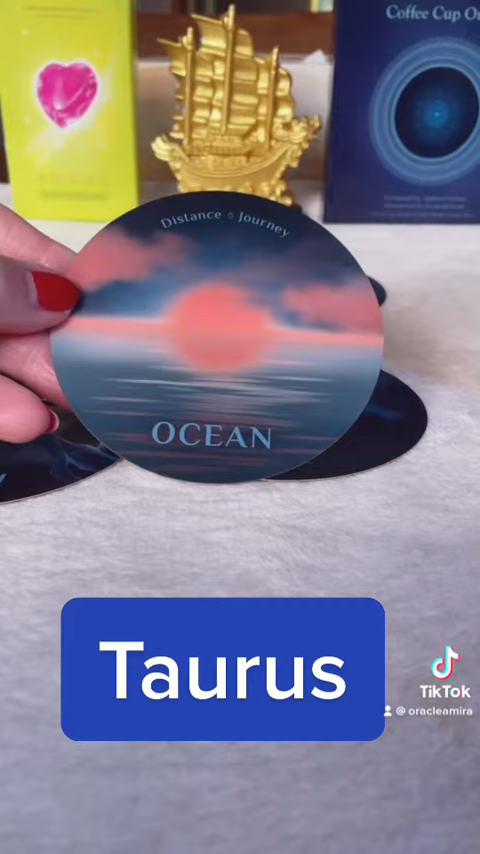 Coffee Cup
Distance ◊ Journey
OCEAN
Taurus
TikTok
@ oracleamira